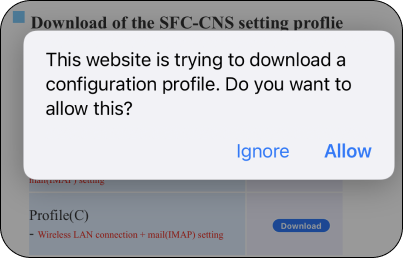 Download of the SFC-CNS setting proflie
This website is trying to download a
configuration profile. Do you want to
allow this?
Ignore
Allow
mail(IMAP) setting
Profile(C)
- Wireless LAN connection + mail(IMAP) setting
Download